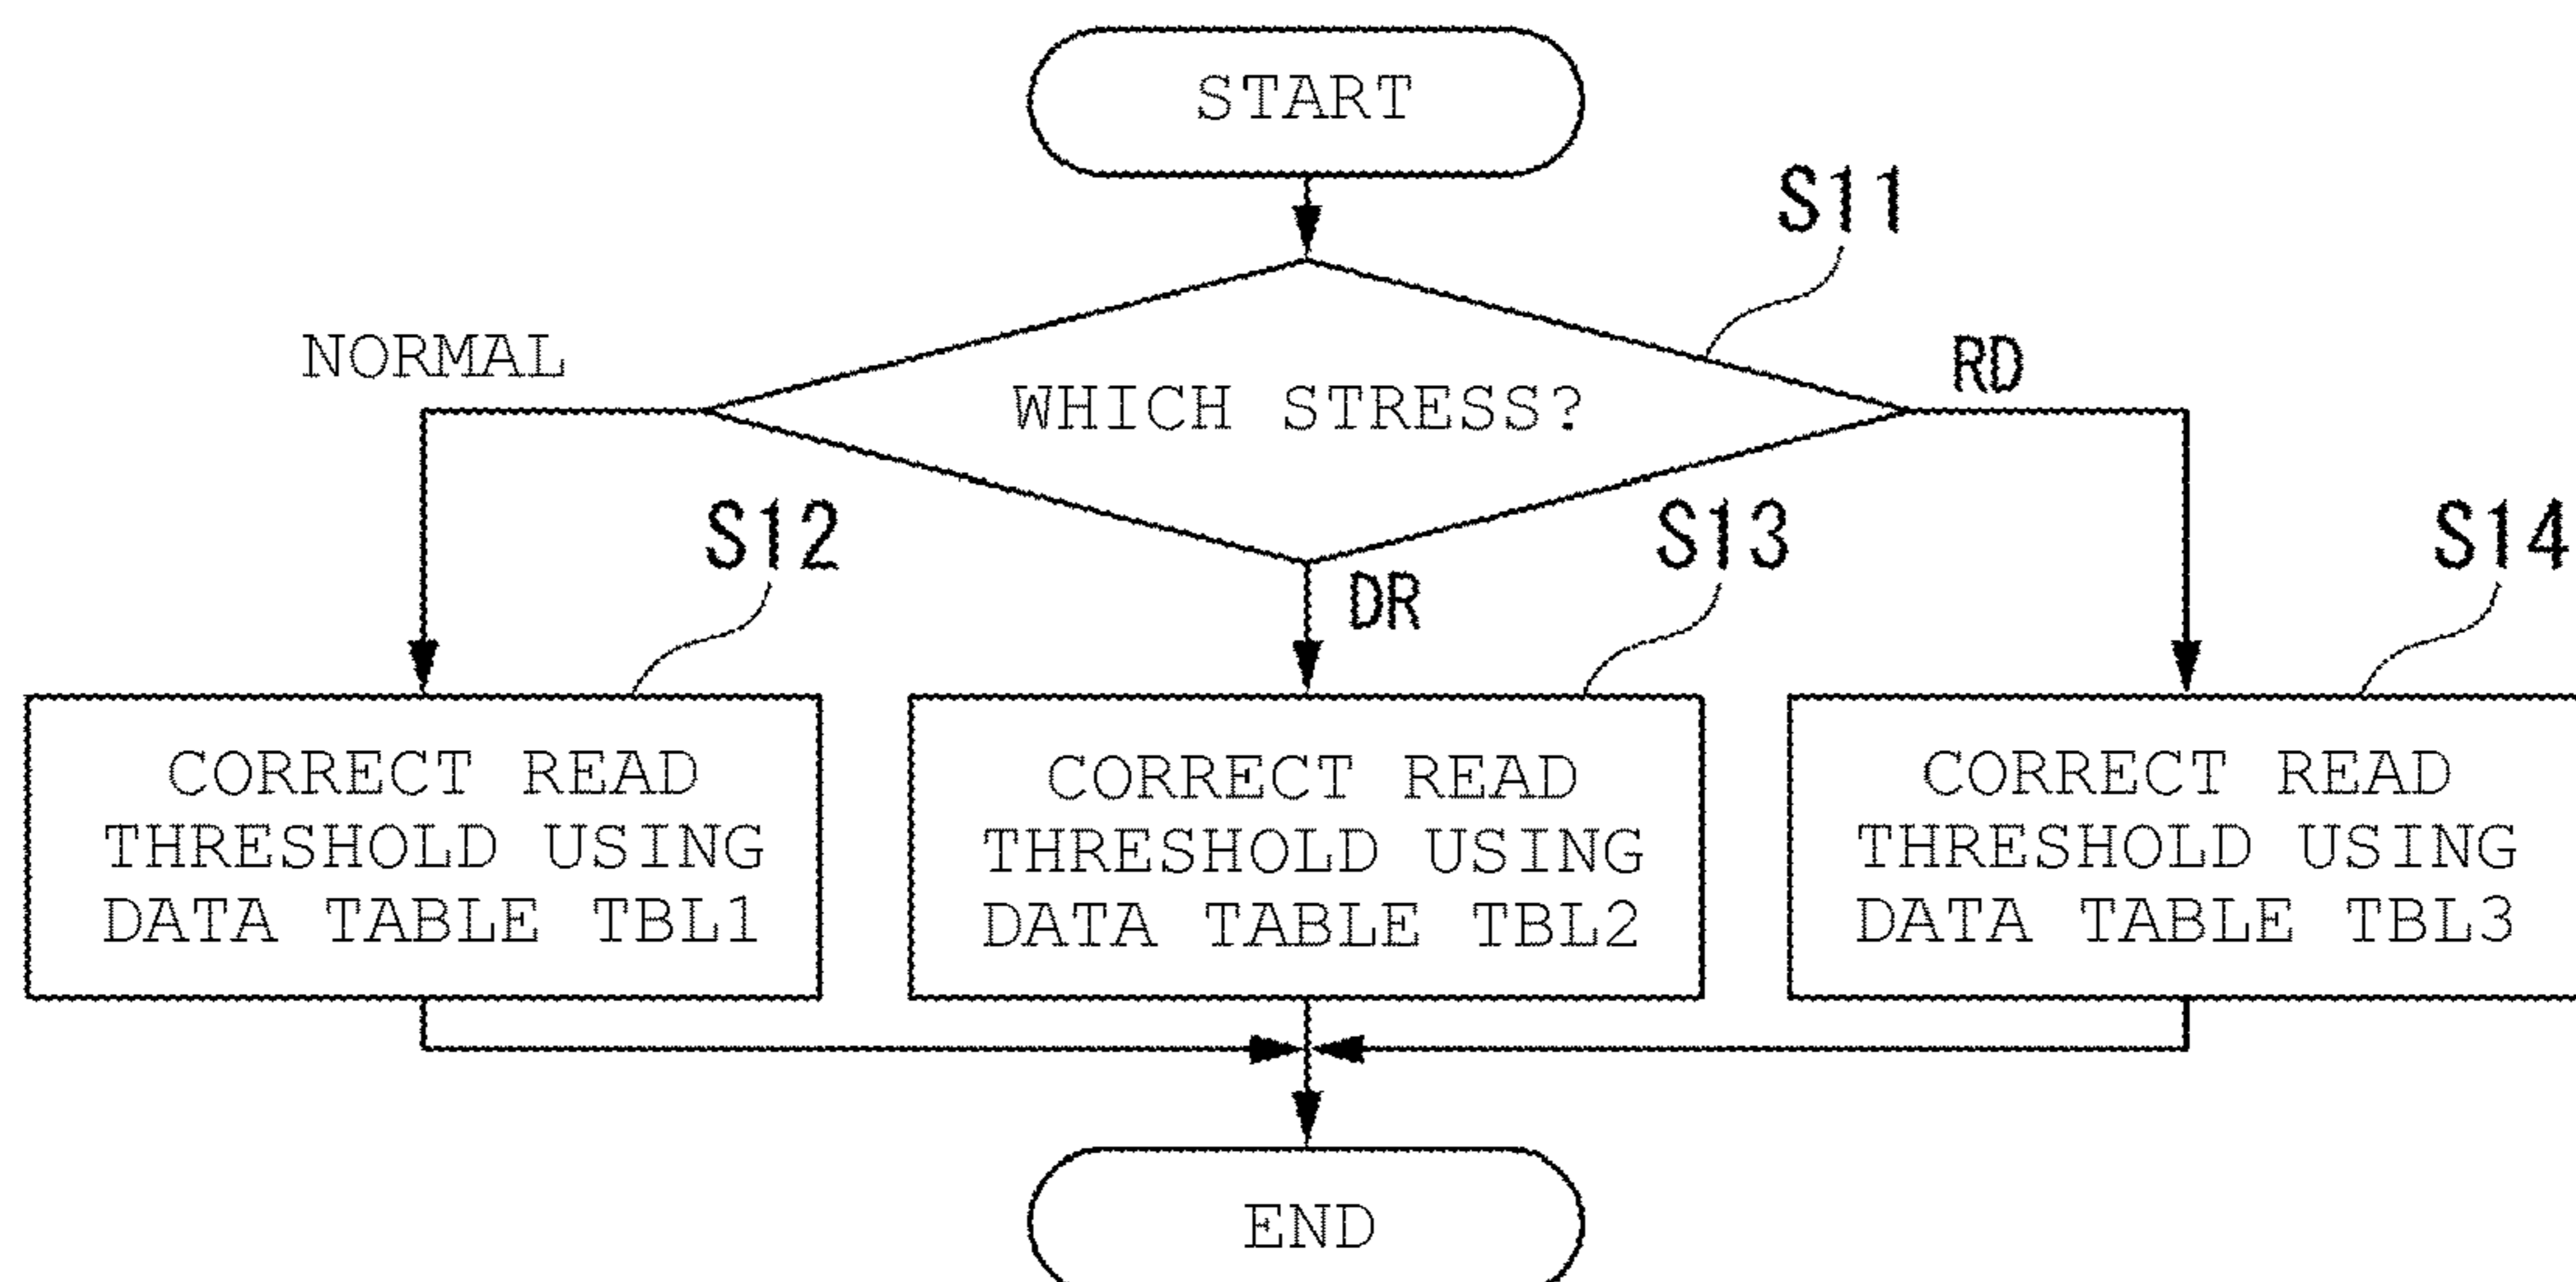 START
S11
NORMAL
RD
WHICH STRESS?
S12
S13
S14
DR
CORRECT READ
THRESHOLD USING
DATA TABLE TBL1
CORRECT READ
THRESHOLD USING
DATA TABLE TBL2
CORRECT READ
THRESHOLD USING
DATA TABLE TBL3
END